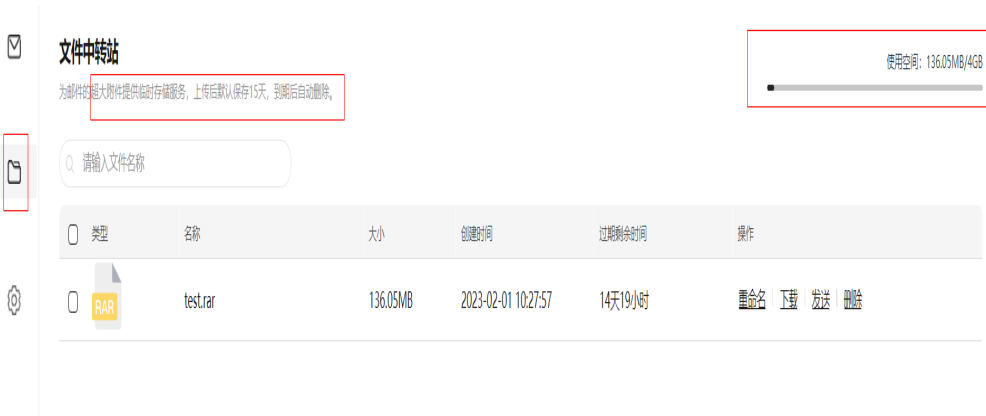 文件中转站
使用空间：136.05MB/4GB
为邮件的超大附件提供临时存储服务，上传后默认保存15天，到期后自动删除。
请输入文件名称
类型 名称 大小 创建时间 过期剩余时间 操作
RAR test.rar 136.05MB 2023-02-01 10:27:57 14天19小时 重命名 下载 发送 删除